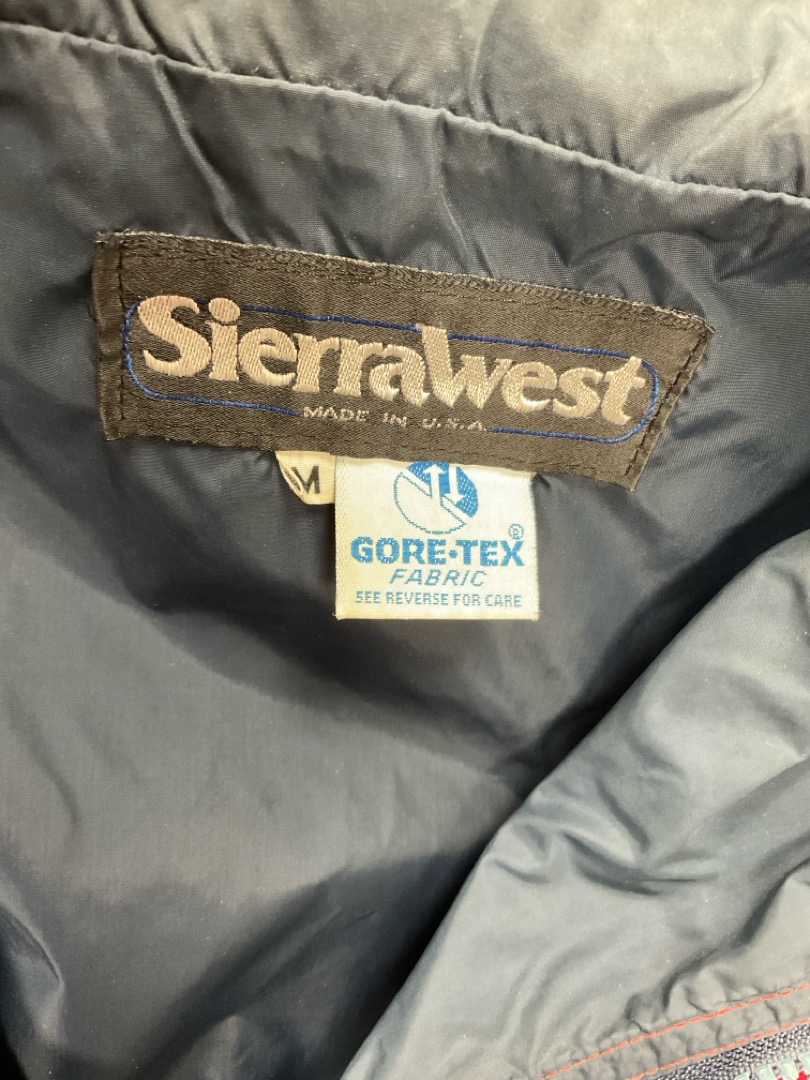 SierraWest
MADE IN U.S.A.
M
GORE-TEX®
FABRIC
SEE REVERSE FOR CARE